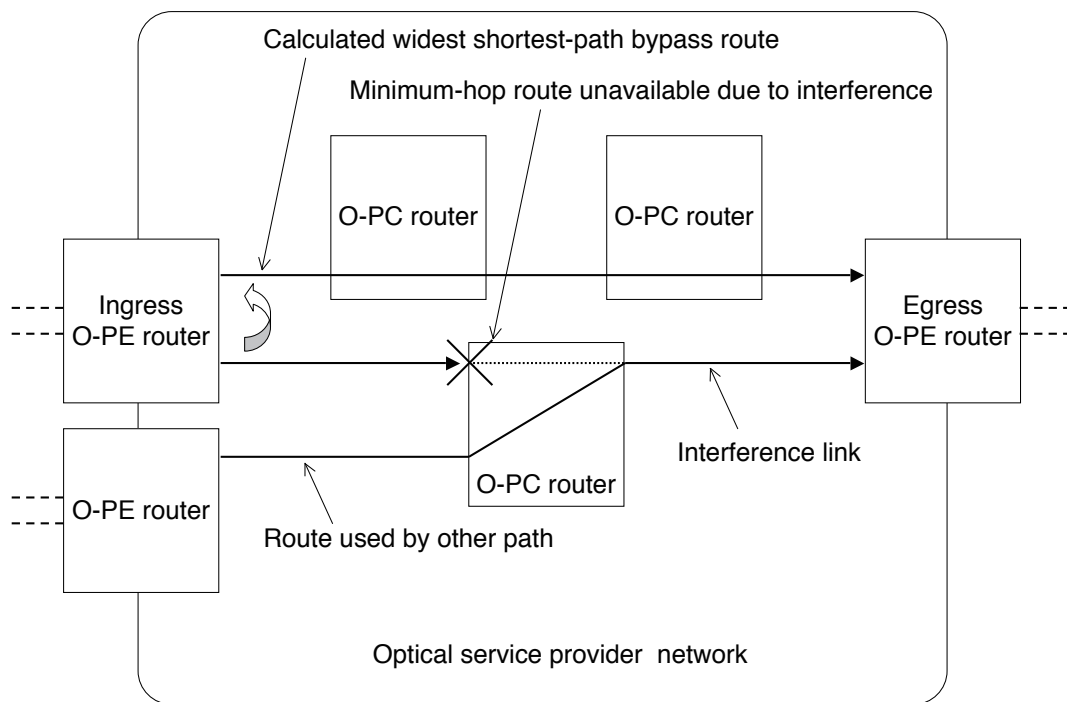 Calculated widest shortest-path bypass route
Minimum-hop route unavailable due to interference
O-PC router
O-PC router
Ingress
O-PE router
Egress
O-PE router
Interference link
O-PC router
O-PE router
Route used by other path
Optical service provider network